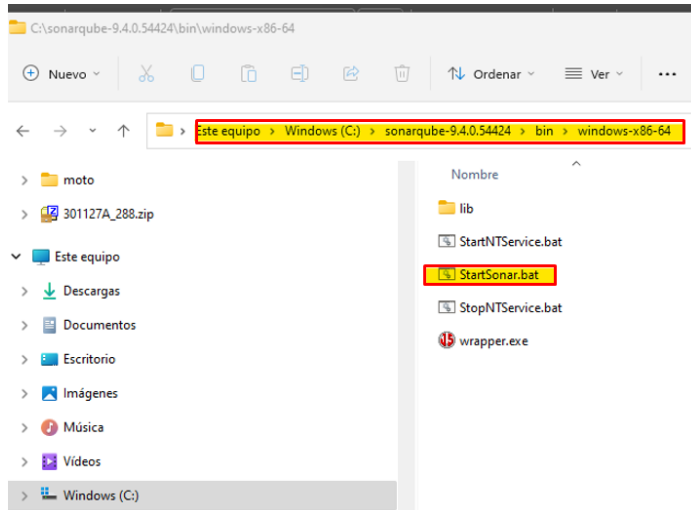 C:\sonarqube-9.4.0.54424\bin\windows-x86-64
Nuevo Ordenar Ver
Este equipo > Windows (C:) > sonarqube-9.4.0.54424 > bin > windows-x86-64
moto
301127A_288.zip
Este equipo
Descargas
Documentos
Escritorio
Imágenes
Música
Vídeos
Windows (C:)
Nombre
lib
StartNTService.bat
StartSonar.bat
StopNTService.bat
wrapper.exe